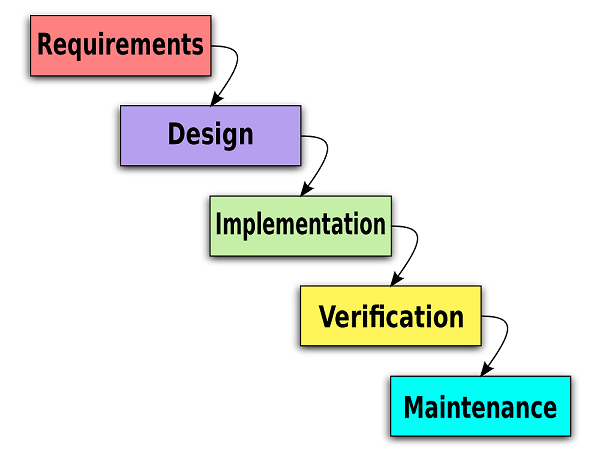 Requirements
Design
Implementation
Verification
Maintenance